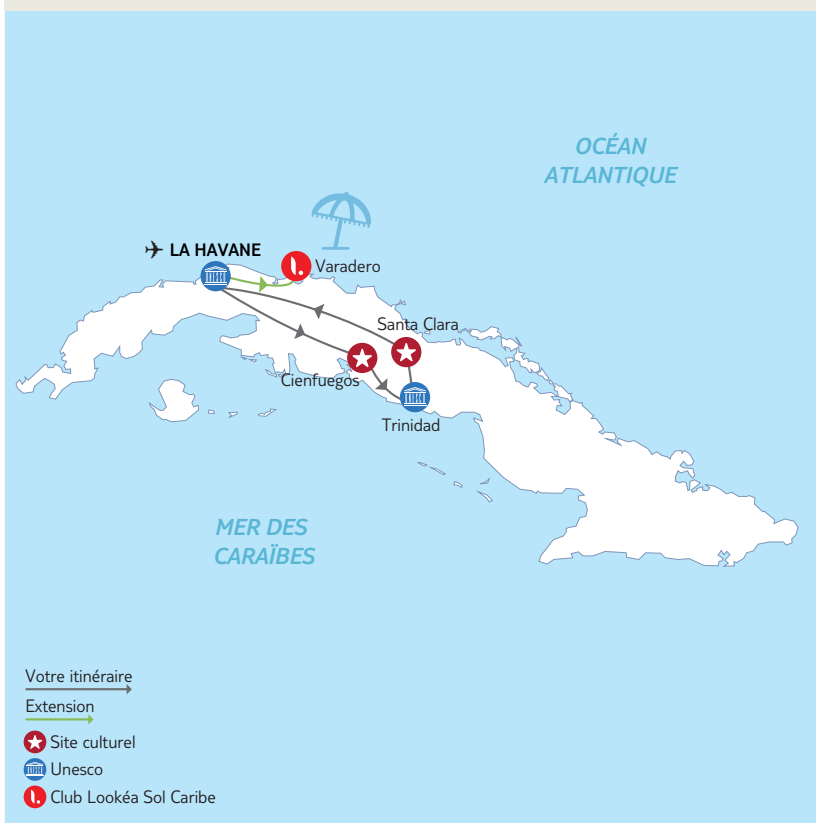 OCÉAN
ATLANTIQUE
LA HAVANE
Varadero
Santa Clara
Cienfuegos
Trinidad
MER DES
CARAÏBES
Votre itinéraire
Extension
Site culturel
Unesco
Club Lookéa Sol Caribe